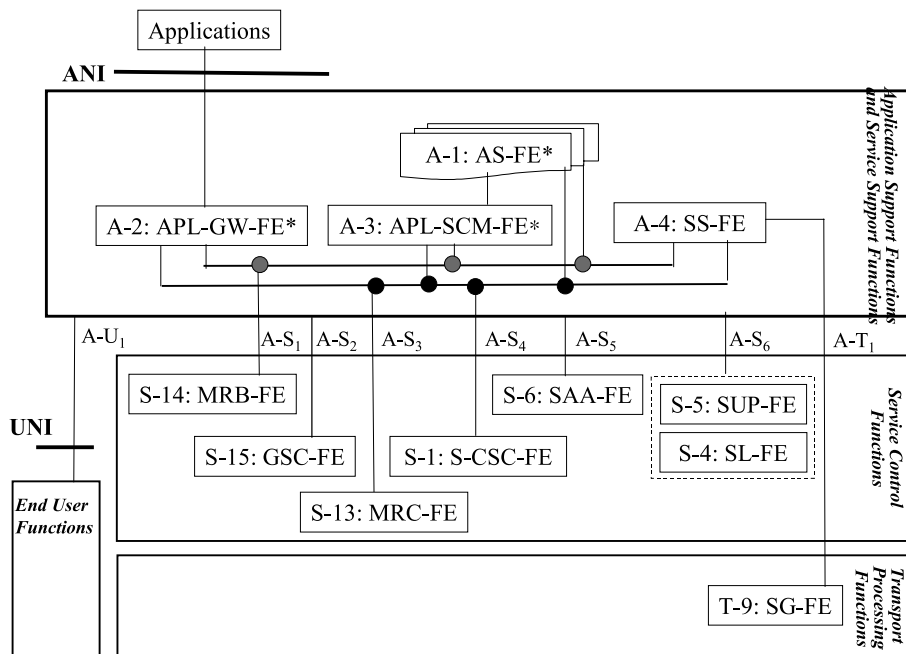 Applications
ANI
Application Support Functions
and Service Support Functions
A-1: AS-FE*
A-2: APL-GW-FE*
A-3: APL-SCM-FE*
A-4: SS-FE
A-U1
A-S1
A-S2
A-S3
A-S4
A-S5
A-S6
A-T1
S-14: MRB-FE
S-6: SAA-FE
S-5: SUP-FE
UNI
S-15: GSC-FE
S-1: S-CSC-FE
S-4: SL-FE
Service Control
Functions
End User
Functions
S-13: MRC-FE
T-9: SG-FE
Transport
Processing
Functions